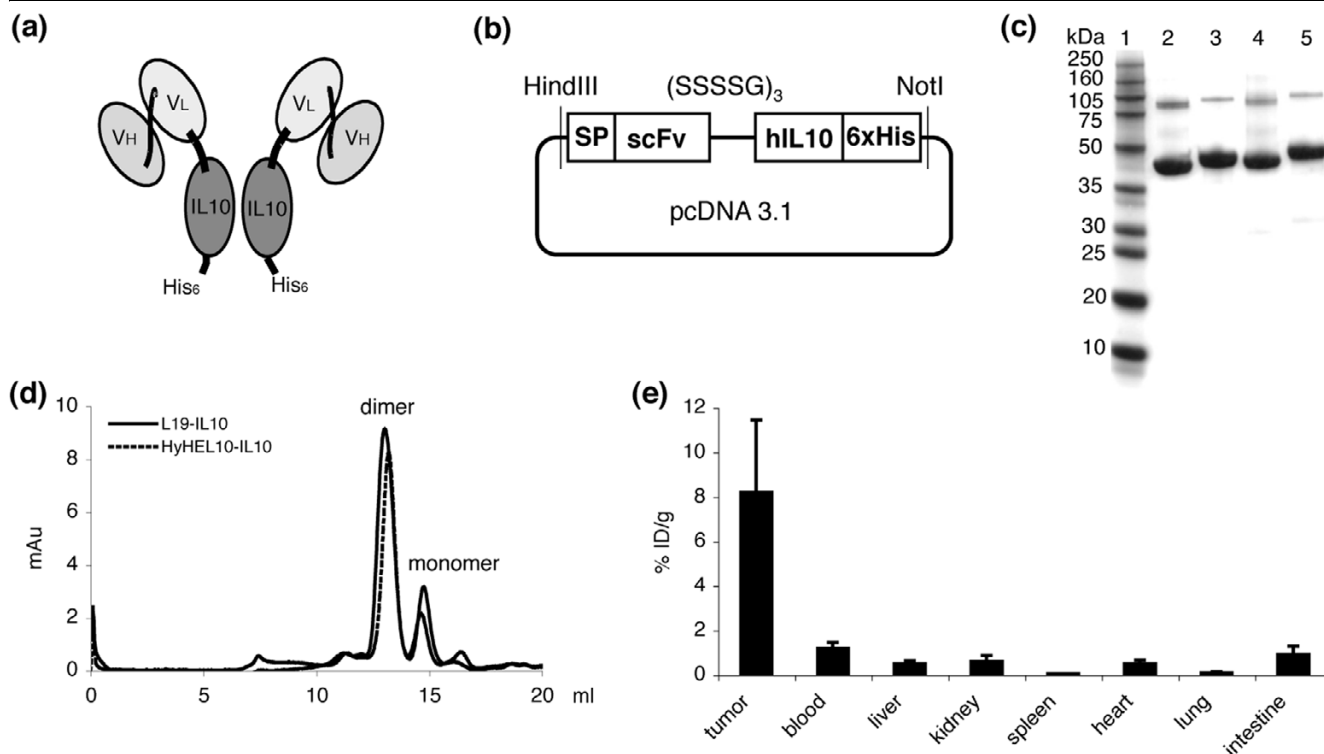 (a)
VL
VL
VH
VH
IL10
IL10
His6
His6
(b)
HindIII
(SSSSG)3
NotI
SP
scFv
hIL10
6xHis
pcDNA 3.1
(c)
kDa
1
2
3
4
5
250
160
105
75
50
35
30
25
20
10
(d)
10
8
6
4
2
0
mAu
L19-IL10
HyHEL10-IL10
dimer
monomer
0
5
10
15
ml
20
(e)
12
10
8
6
4
2
0
% ID/g
tumor
blood
liver
kidney
spleen
heart
lung
intestine